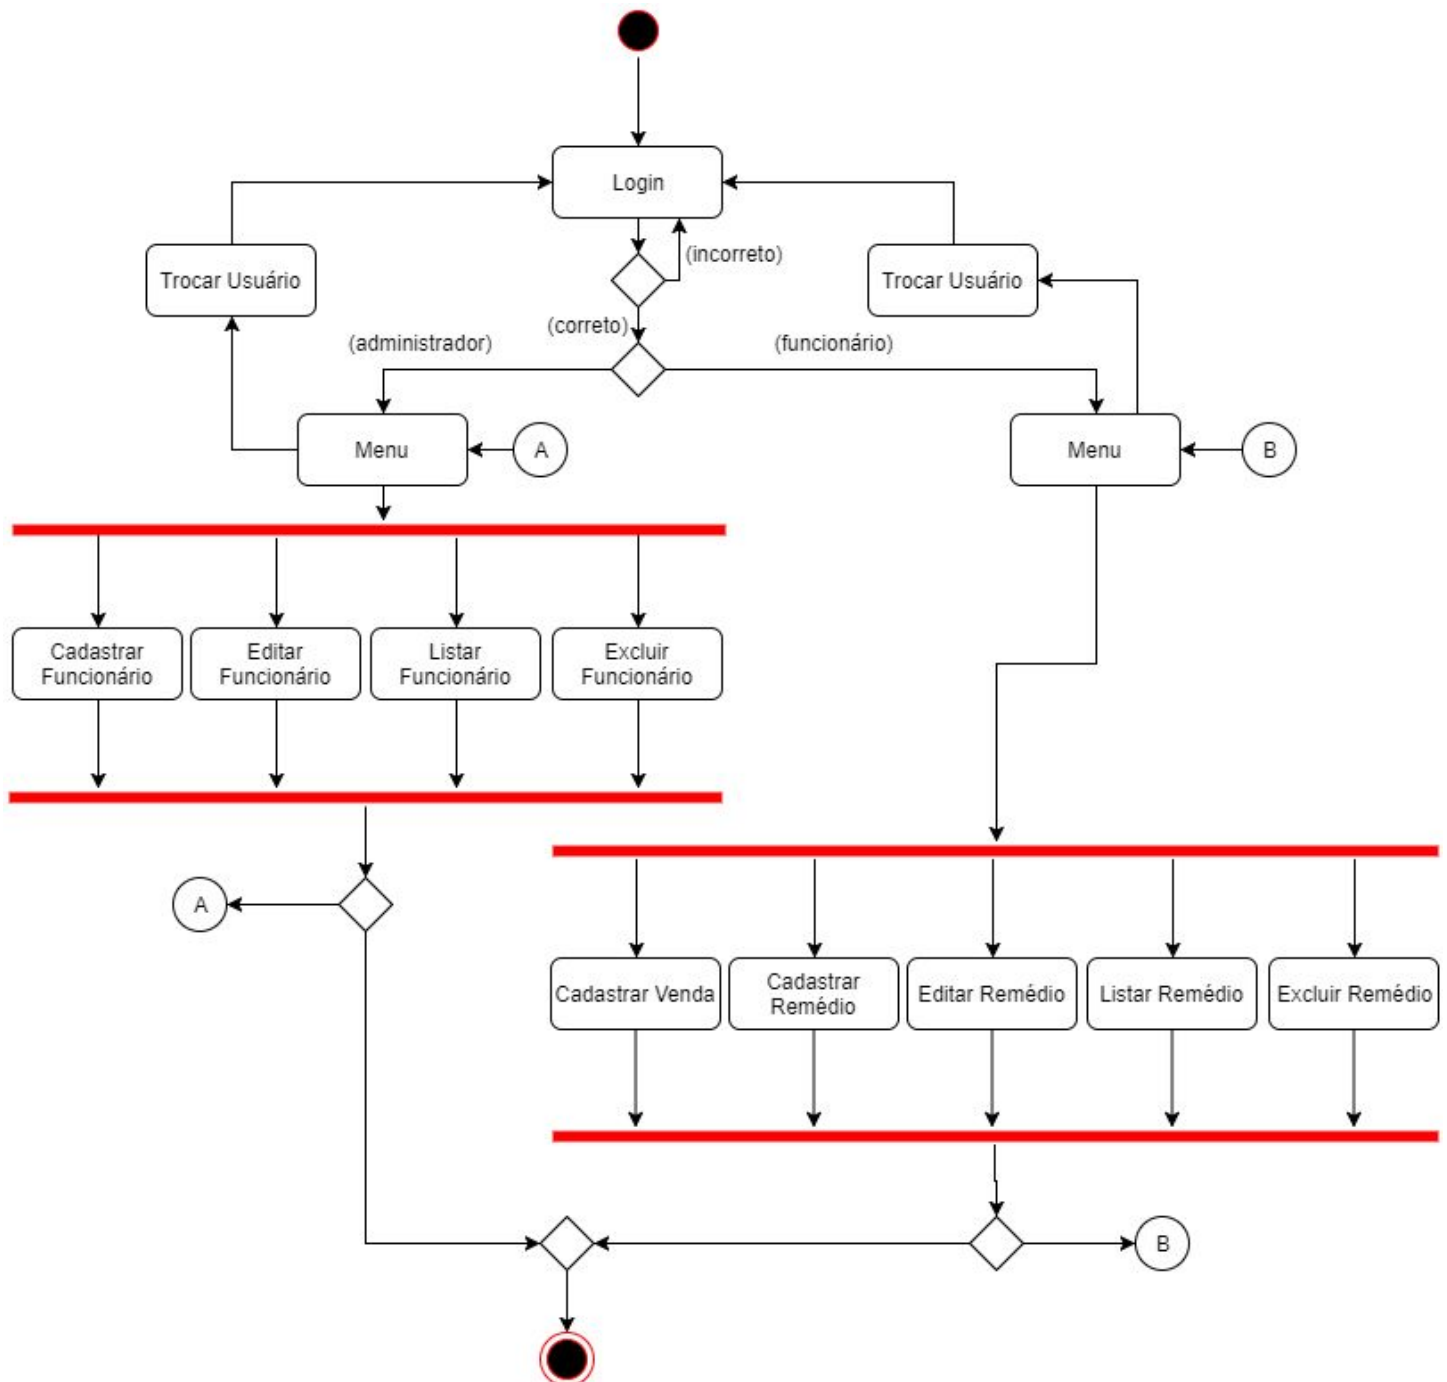 Login
(incorreto)
Trocar Usuário
Trocar Usuário
(correto)
(administrador)
(funcionário)
Menu
A
Menu
B
Cadastrar
Funcionário
Editar
Funcionário
Listar
Funcionário
Excluir
Funcionário
A
Cadastrar Venda
Cadastrar
Remédio
Editar Remédio
Listar Remédio
Excluir Remédio
B